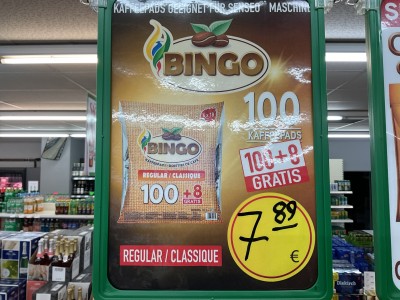 KAFFEEPADS GEEIGNET FÜR SENSEO MASCHIN
BINGO
100
KAFFEEPADS
100+8
GRATIS
BINGO
REGULAR / CLASSIQUE
100 +8
GRATIS
7 89
€
REGULAR / CLASSIQUE